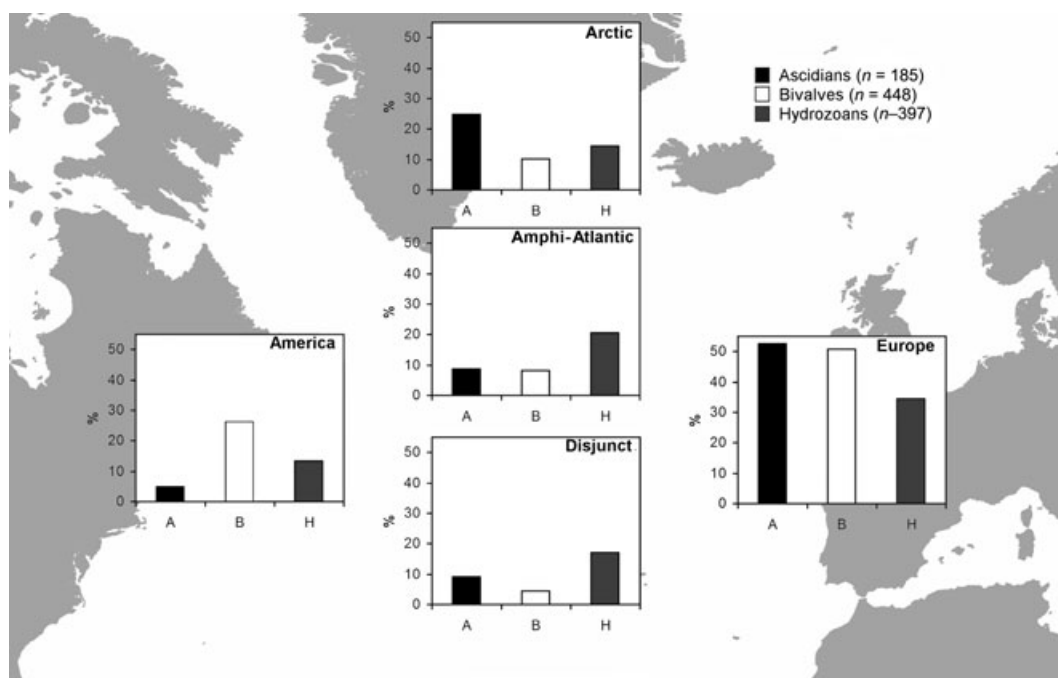 Arctic
50
40
30
20
10
0
%
A B H
Ascidians (n = 185)
Bivalves (n = 448)
Hydrozoans (n–397)
Amphi-Atlantic
50
40
30
20
10
0
%
A B H
America
50
40
30
20
10
0
%
A B H
Europe
50
40
30
20
10
0
%
A B H
Disjunct
50
40
30
20
10
0
%
A B H